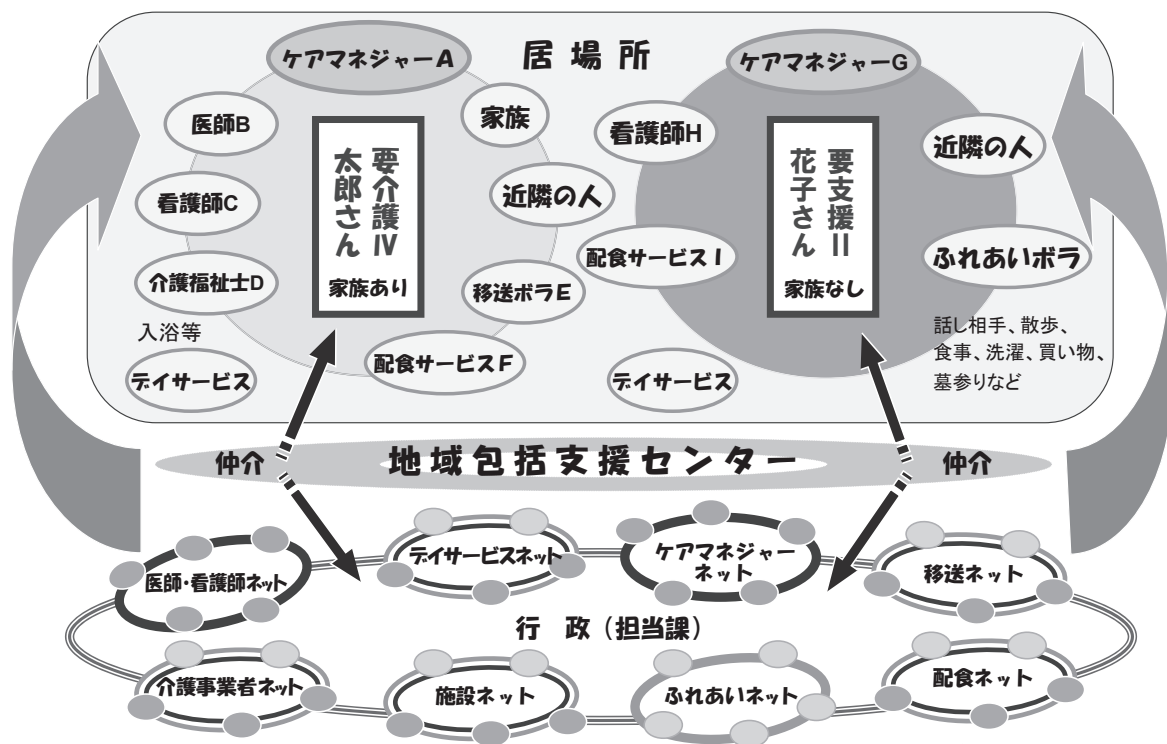 居場所
ケアマネジャーA
医師B
看護師C
介護福祉士D
入浴等
デイサービス
家族
近隣の人
移送ボラE
配食サービスF
要介護Ⅳ
太郎さん
家族あり
ケアマネジャーG
看護師H
配食サービスI
デイサービス
近隣の人
ふれあいボラ
話し相手、散歩、
食事、洗濯、買い物、
墓参りなど
要支援Ⅱ
花子さん
家族なし
仲介
地域包括支援センター
仲介
医師・看護師ネット
デイサービスネット
ケアマネジャー
ネット
移送ネット
行 政(担当課)
介護事業者ネット
施設ネット
ふれあいネット
配食ネット